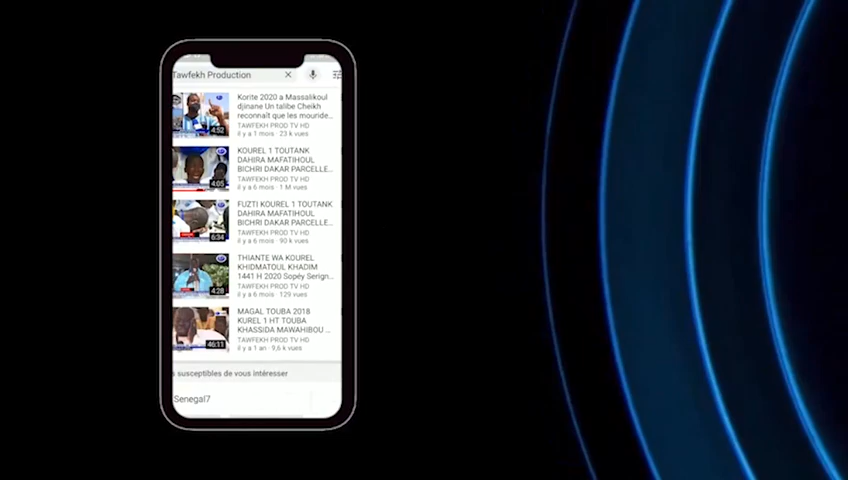 Tawfekh Production
Korite 2020 a Massalikoul
djinane Un talibe Cheikh
reconnaît que les mouride...
TAWFEKH PROD TV HD
il y a 1 mois · 23 k vues
4:52
KOUREL 1 TOUTANK
DAHIRA MAFATIHOUL
BICHRI DAKAR PARCELLE...
TAWFEKH PROD TV HD
il y a 6 mois · 1 M vues
4:05
FUZTI KOUREL 1 TOUTANK
DAHIRA MAFATIHOUL
BICHRI DAKAR PARCELLE...
TAWFEKH PROD TV HD
il y a 6 mois · 90 k vues
6:34
THIANTE WA KOUREL
KHIDMATOUL KHADIM
1441 H 2020 Sopéy Serign...
TAWFEKH PROD TV HD
il y a 6 mois · 129 vues
4:28
MAGAL TOUBA 2018
KUREL 1 HT TOUBA
KHASSIDA MAWAHIBOU ...
TAWFEKH PROD TV HD
il y a 1 an · 9,6 k vues
46:11
s susceptibles de vous intéresser
Senegal7